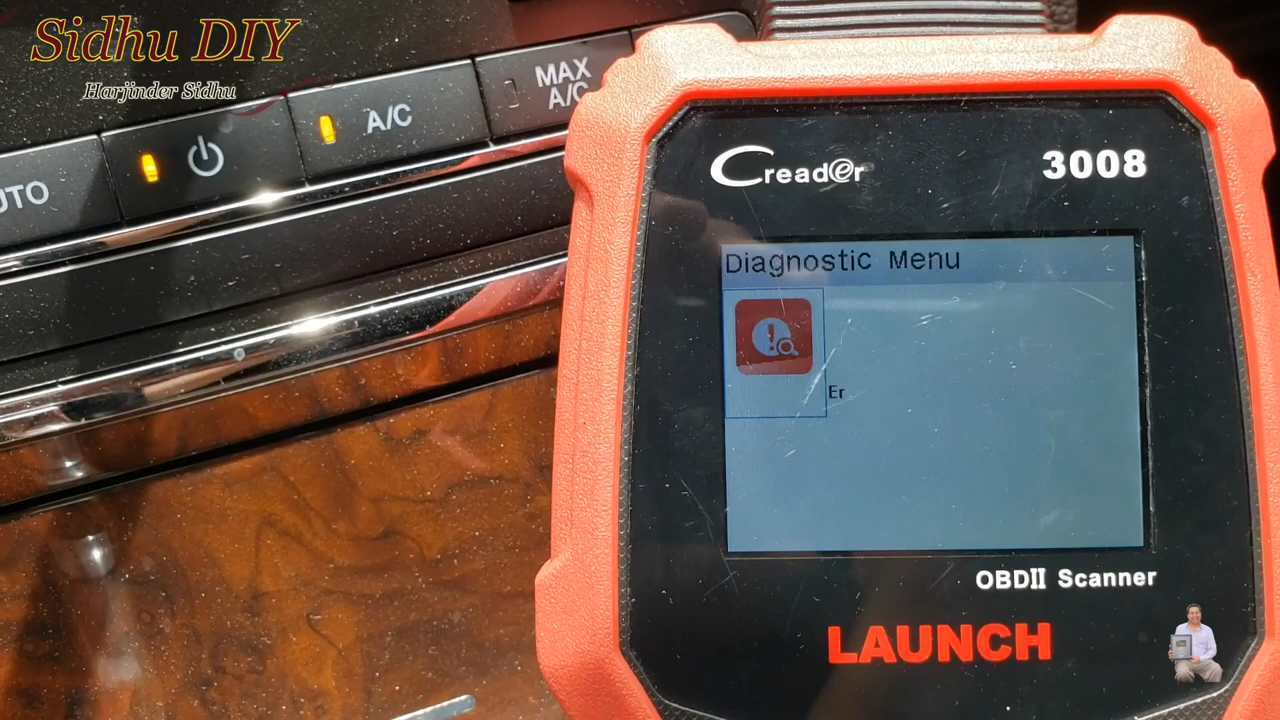 Sidhu DIY
Harjinder Sidhu
MAX
A/C
A/C
UTO
Creader
3008
Diagnostic Menu
Er
OBDII Scanner
LAUNCH